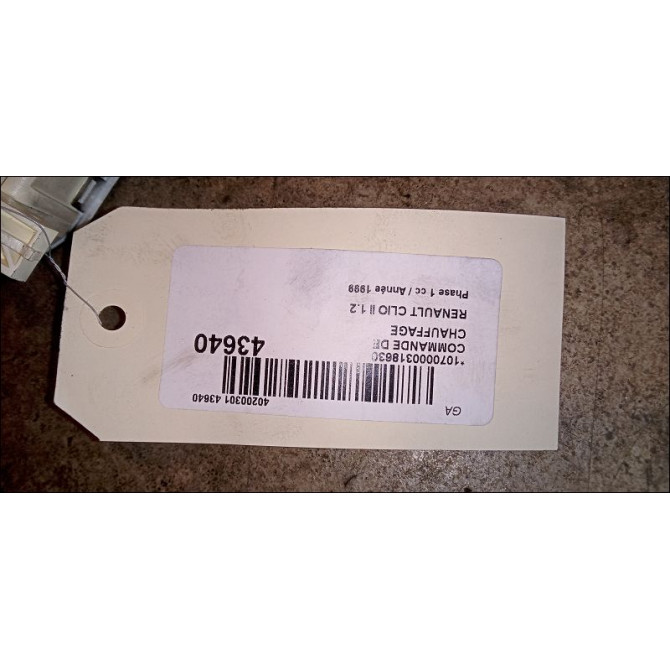 GA
40200301 43640
*1070000318630
COMMANDE DE
CHAUFFAGE
43640
RENAULT CLIO II 1.2
Phase 1 cc / Année 1999